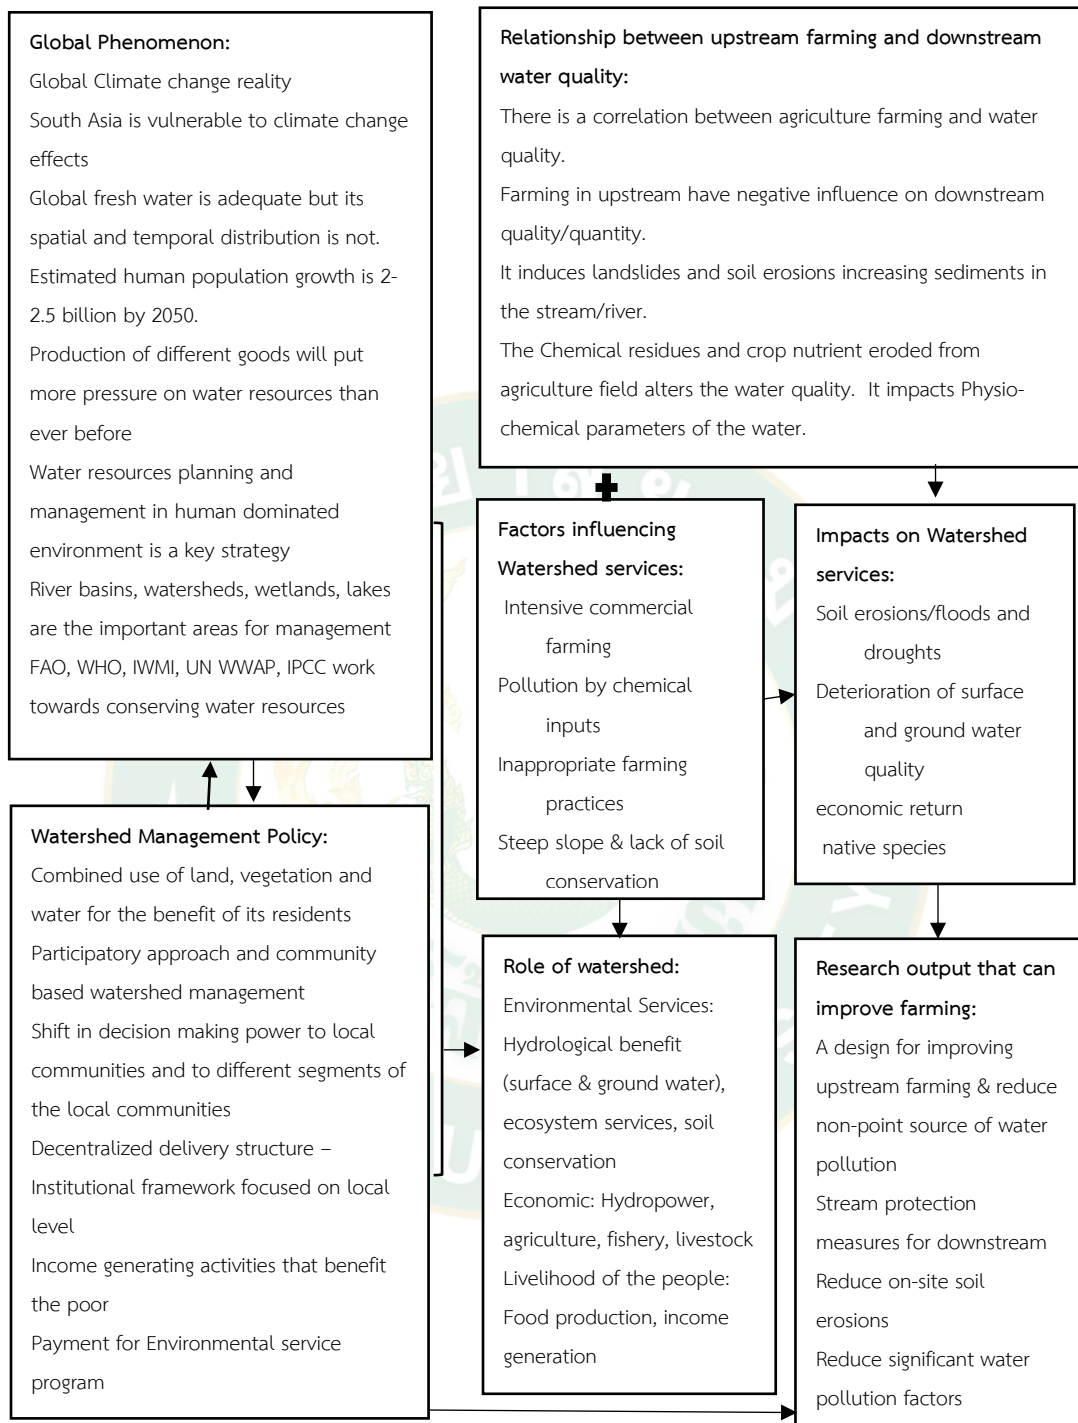 Global Phenomenon:
Global Climate change reality
South Asia is vulnerable to climate change
effects
Global fresh water is adequate but its
spatial and temporal distribution is not.
Estimated human population growth is 2-
2.5 billion by 2050.
Production of different goods will put
more pressure on water resources than
ever before
Water resources planning and
management in human dominated
environment is a key strategy
River basins, watersheds, wetlands, lakes
are the important areas for management
FAO, WHO, IWMI, UN WWAP, IPCC work
towards conserving water resources
Relationship between upstream farming and downstream
water quality:
There is a correlation between agriculture farming and water
quality.
Farming in upstream have negative influence on downstream
quality/quantity.
It induces landslides and soil erosions increasing sediments in
the stream/river.
The Chemical residues and crop nutrient eroded from
agriculture field alters the water quality.  It impacts Physio-
chemical parameters of the water.
Factors influencing
Watershed services:
Intensive commercial
farming
Pollution by chemical
inputs
Inappropriate farming
practices
Steep slope & lack of soil
conservation
Impacts on Watershed
services:
Soil erosions/floods and
droughts
Deterioration of surface
and ground water
quality
economic return
native species
Watershed Management Policy:
Combined use of land, vegetation and
water for the benefit of its residents
Participatory approach and community
based watershed management
Shift in decision making power to local
communities and to different segments of
the local communities
Decentralized delivery structure –
Institutional framework focused on local
level
Income generating activities that benefit
the poor
Payment for Environmental service
program
Role of watershed:
Environmental Services:
Hydrological benefit
(surface & ground water),
ecosystem services, soil
conservation
Economic: Hydropower,
agriculture, fishery, livestock
Livelihood of the people:
Food production, income
generation
Research output that can
improve farming:
A design for improving
upstream farming & reduce
non-point source of water
pollution
Stream protection
measures for downstream
Reduce on-site soil
erosions
Reduce significant water
pollution factors